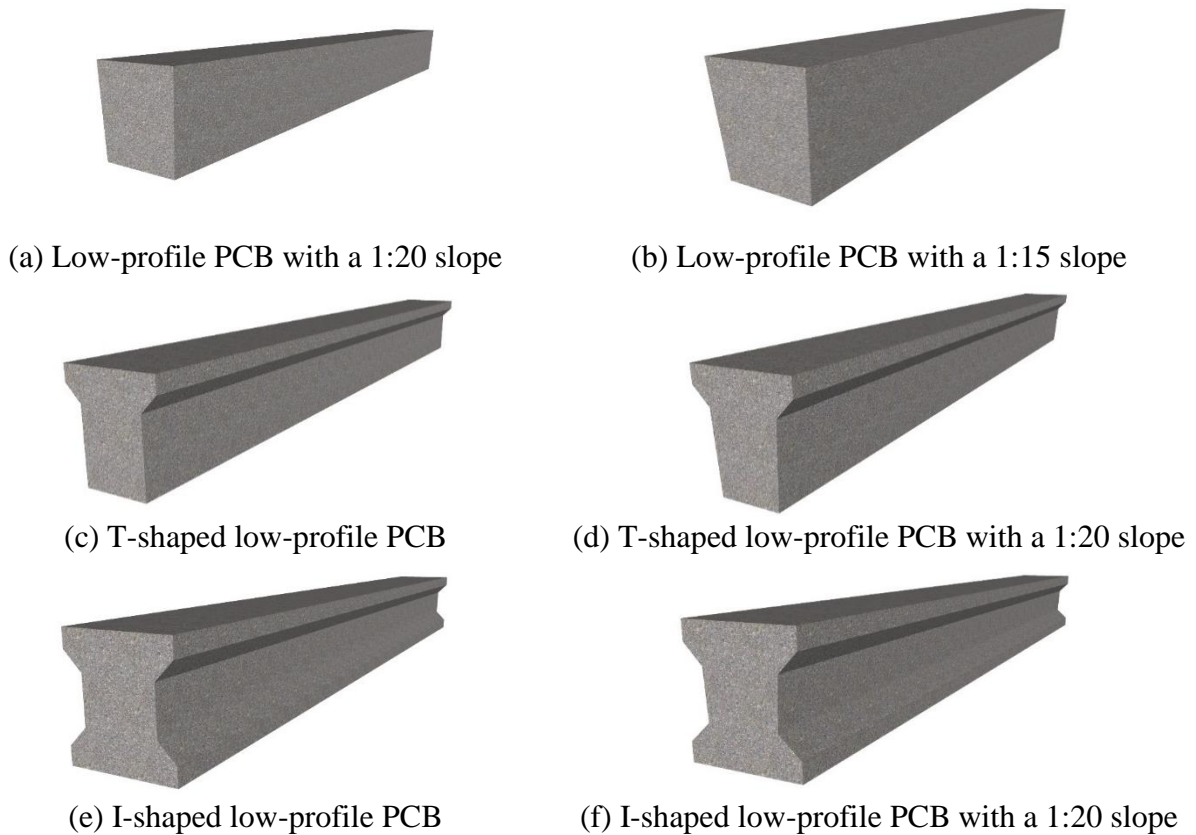 (a) Low-profile PCB with a 1:20 slope
(b) Low-profile PCB with a 1:15 slope
(c) T-shaped low-profile PCB
(d) T-shaped low-profile PCB with a 1:20 slope
(e) I-shaped low-profile PCB
(f) I-shaped low-profile PCB with a 1:20 slope